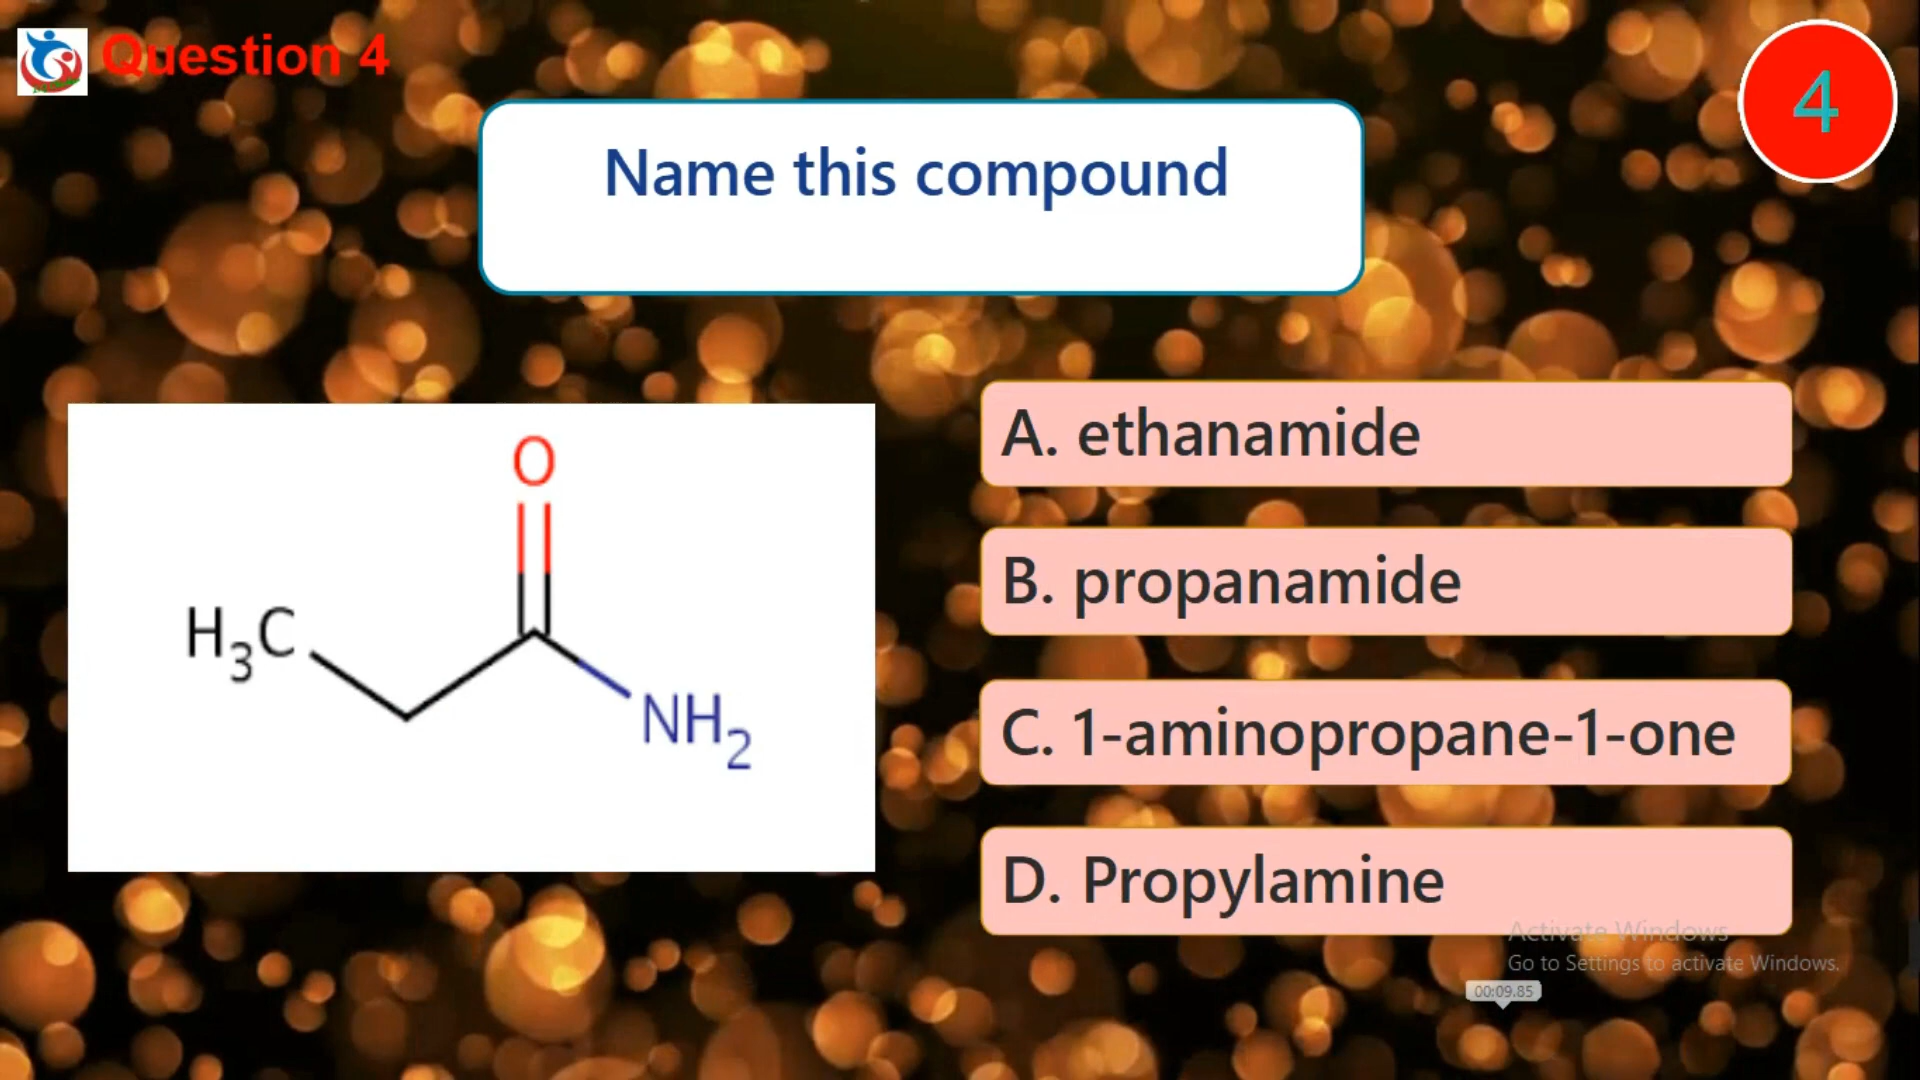 Question 4
4
Name this compound
O
H3C
NH2
A. ethanamide
B. propanamide
C. 1-aminopropane-1-one
D. Propylamine
Activate Windows
Go to Settings to activate Windows.
00:09.85